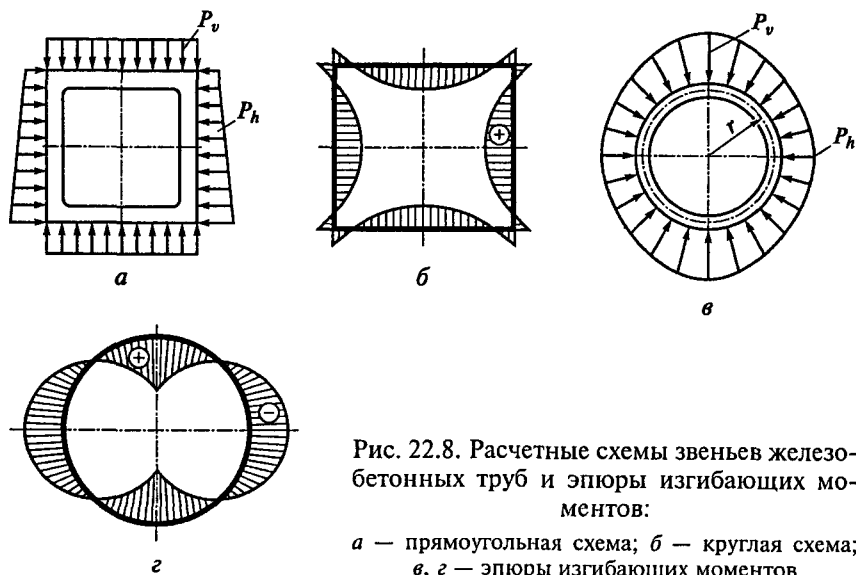 P_v
P_h
а
+
б
P_v
r
P_h
в
+
−
г
Рис. 22.8. Расчетные схемы звеньев железо-
бетонных труб и эпюры изгибающих мо-
ментов:
а — прямоугольная схема; б — круглая схема;
в, г — эпюры изгибающих моментов